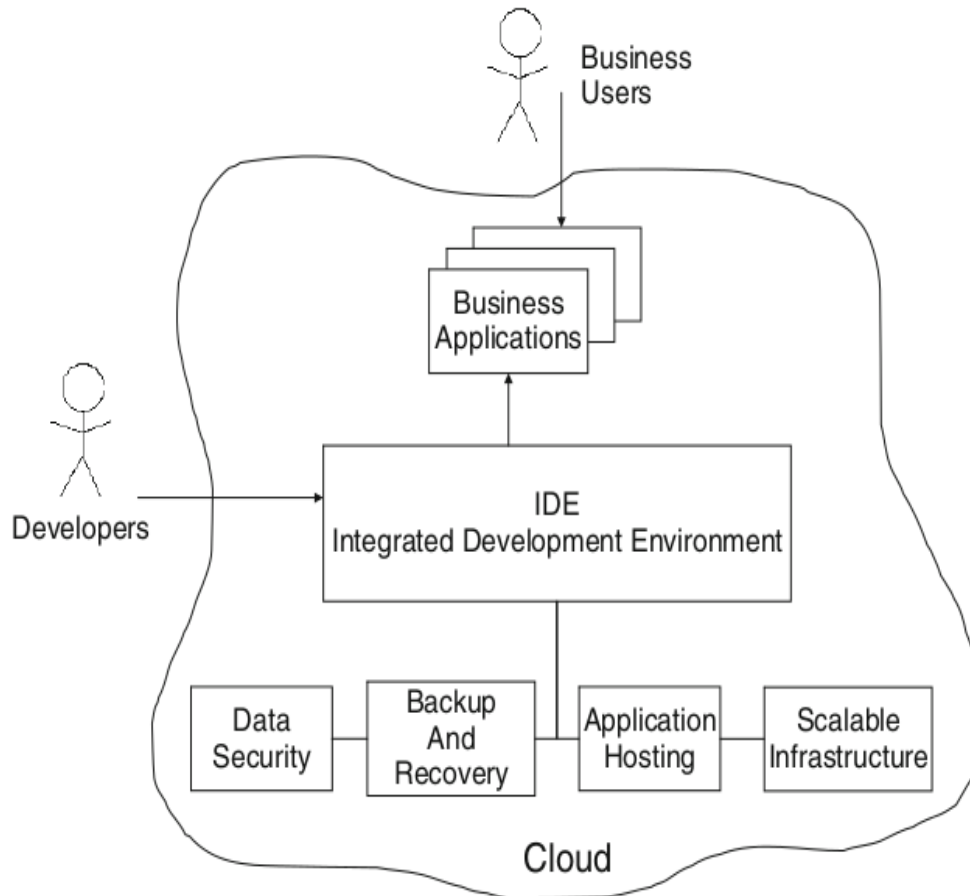 Business
Users
Business
Applications
Developers
IDE
Integrated Development Environment
Data
Security
Backup
And
Recovery
Application
Hosting
Scalable
Infrastructure
Cloud